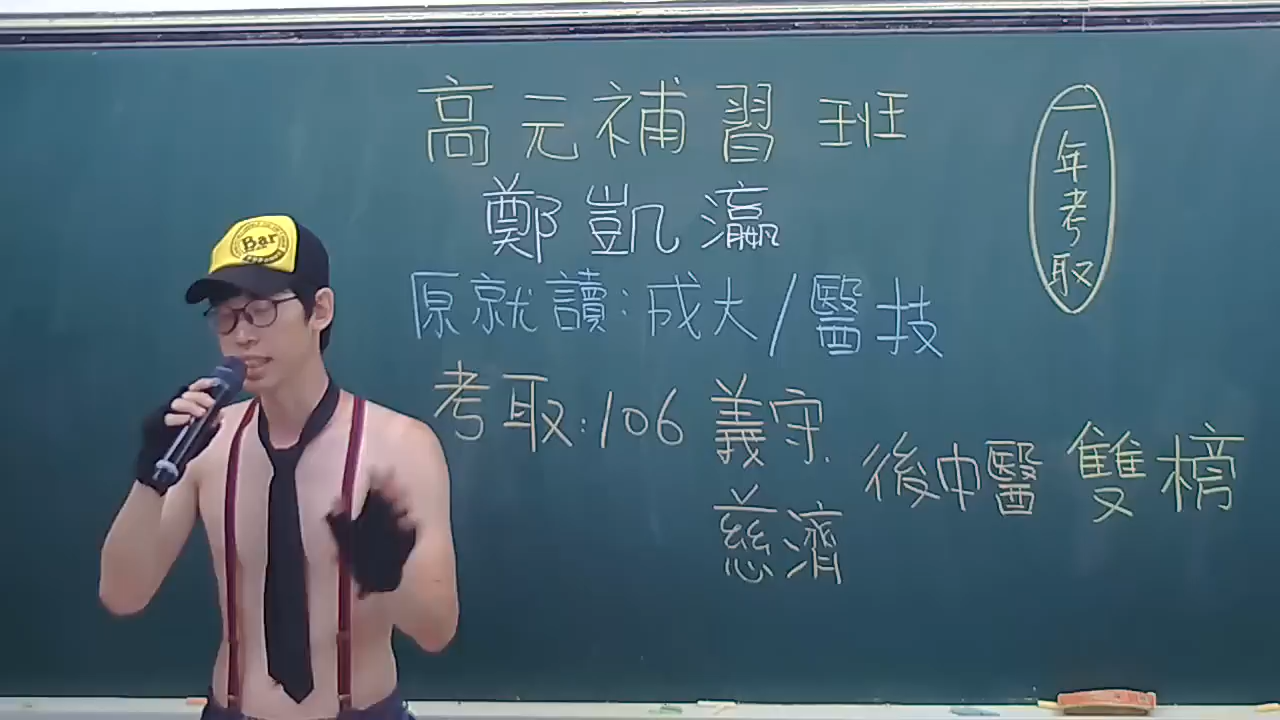 高元補習班
一年考取
鄭凱瀛
原就讀:成大/醫技
考取:106 義守
慈濟
後中醫 雙榜
Bar